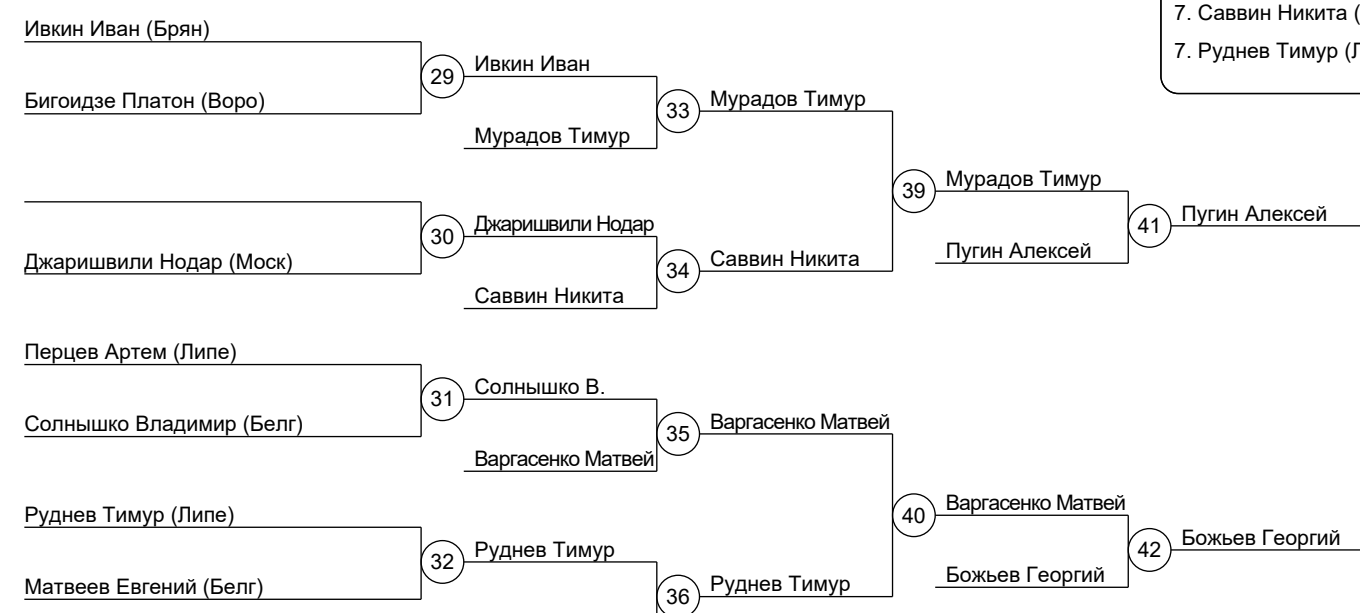 7. Саввин Никита (
7. Руднев Тимур (Л
Ивкин Иван (Брян)
29
Ивкин Иван
Бигоидзе Платон (Воро)
33
Мурадов Тимур
Мурадов Тимур
39
Мурадов Тимур
Джаришвили Нодар
30
41
Пугин Алексей
Джаришвили Нодар (Моск)
34
Саввин Никита
Пугин Алексей
Саввин Никита
Перцев Артем (Липе)
31
Солнышко В.
Солнышко Владимир (Белг)
35
Варгасенко Матвей
Варгасенко Матвей
Руднев Тимур (Липе)
40
Варгасенко Матвей
32
Руднев Тимур
42
Божьев Георгий
Матвеев Евгений (Белг)
36
Руднев Тимур
Божьев Георгий